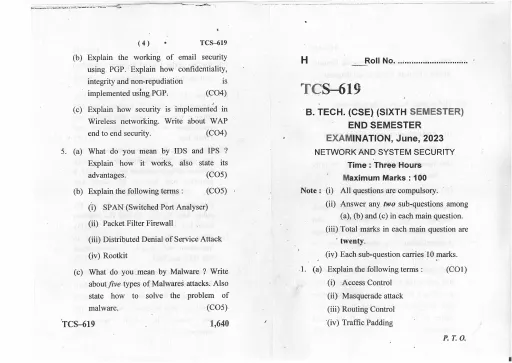 ( 4 ) TCS-619
(b) Explain the working of email security
using PGP. Explain how confidentiality,
integrity and non-repudiation is
implemented using PGP. (CO4)
(c) Explain how security is implemented in
Wireless networking. Write about WAP
end to end security. (CO4)
5. (a) What do you mean by IDS and IPS ?
Explain how it works, also state its
advantages. (CO5)
(b) Explain the following terms : (CO5)
(i) SPAN (Switched Port Analyser)
(ii) Packet Filter Firewall
(iii) Distributed Denial of Service Attack
(iv) Rootkit
(c) What do you mean by Malware ? Write
about five types of Malwares attacks. Also
state how to solve the problem of
malware. (CO5)
TCS-619 1,640
H Roll No. ..............................
TCS-619
B. TECH. (CSE) (SIXTH SEMESTER)
END SEMESTER
EXAMINATION, June, 2023
NETWORK AND SYSTEM SECURITY
Time : Three Hours
Maximum Marks : 100
Note : (i) All questions are compulsory.
(ii) Answer any two sub-questions among
(a), (b) and (c) in each main question.
(iii) Total marks in each main question are
twenty.
(iv) Each sub-question carries 10 marks.
1. (a) Explain the following terms : (CO1)
(i) Access Control
(ii) Masquerade attack
(iii) Routing Control
(iv) Traffic Padding
P. T. O.